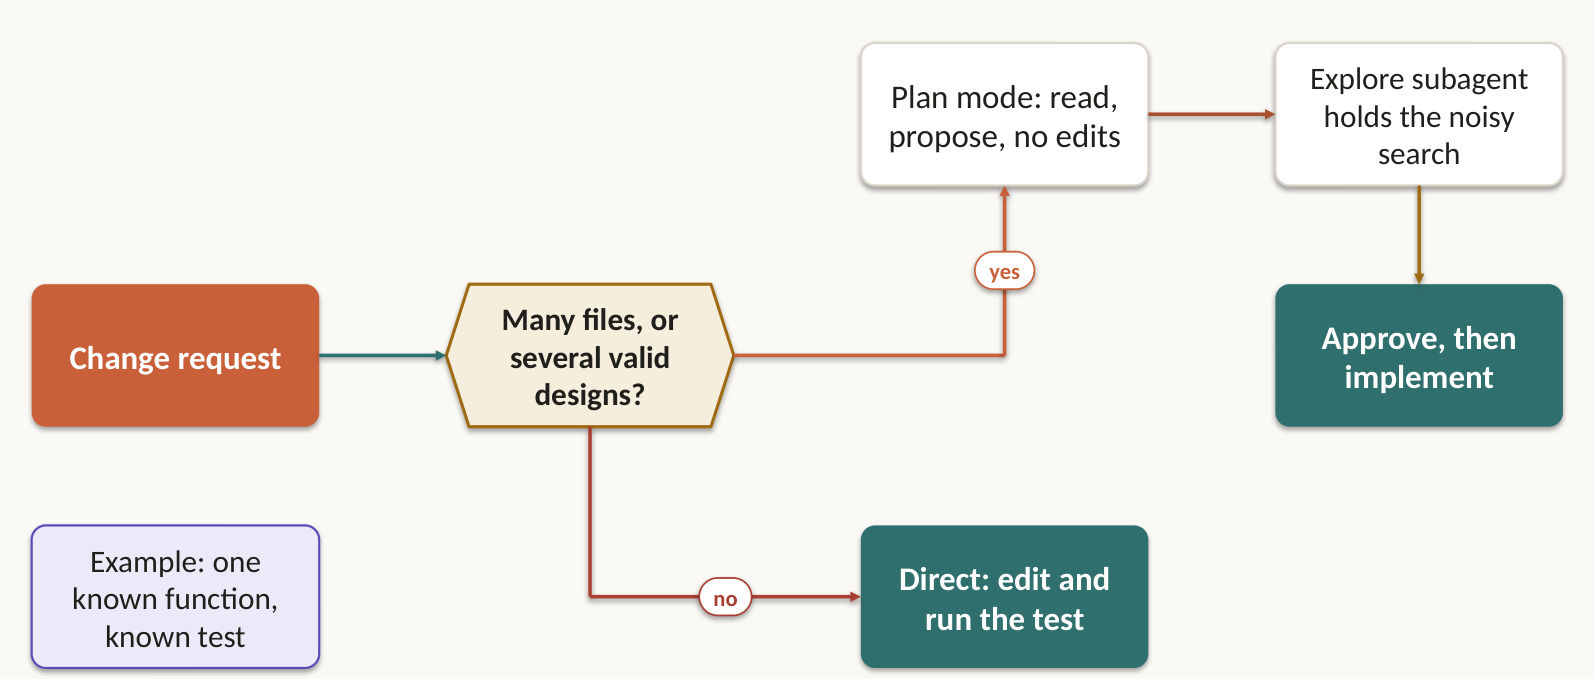 Plan mode: read,
propose, no edits
Explore subagent
holds the noisy
search
yes
Change request
Many files, or
several valid
designs?
Approve, then
implement
Example: one
known function,
known test
no
Direct: edit and
run the test